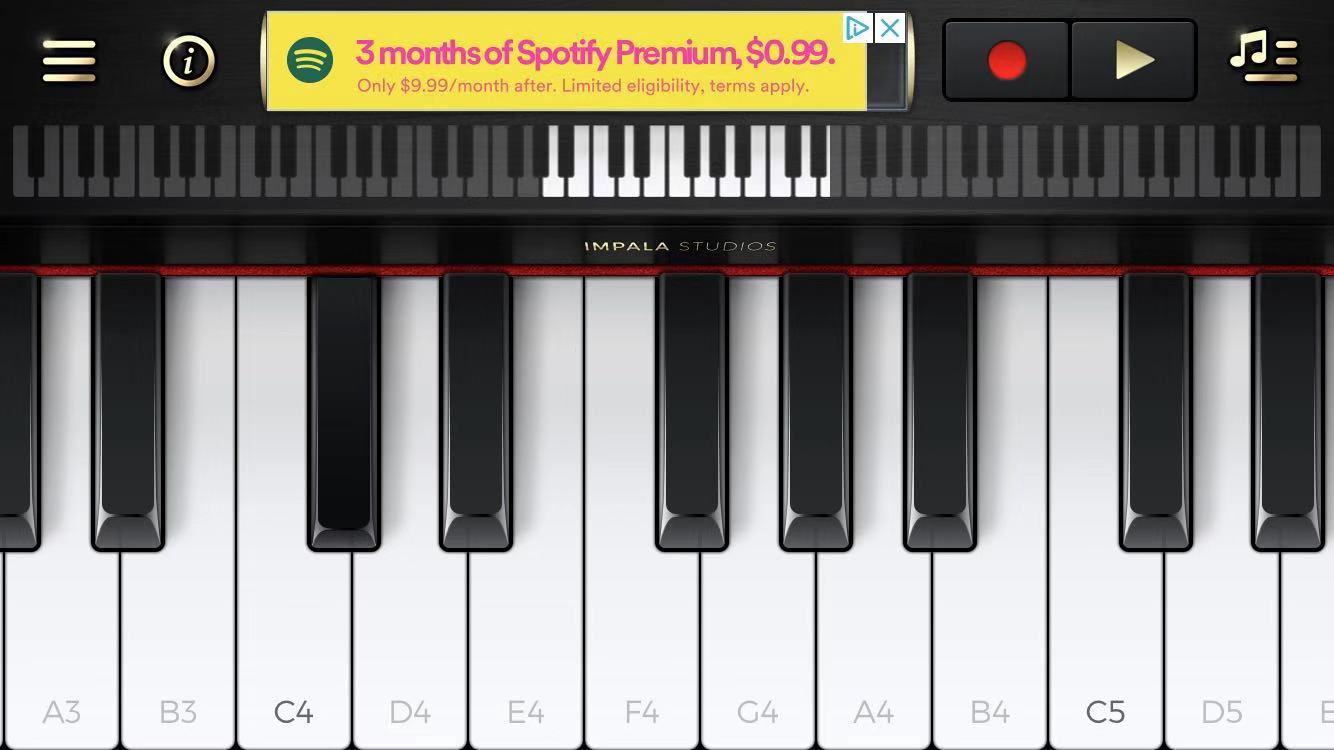 3 months of Spotify Premium, $0.99.
Only $9.99/month after. Limited eligibility, terms apply.
IMPALA STUDIOS
A3 B3 C4 D4 E4 F4 G4 A4 B4 C5 D5 E